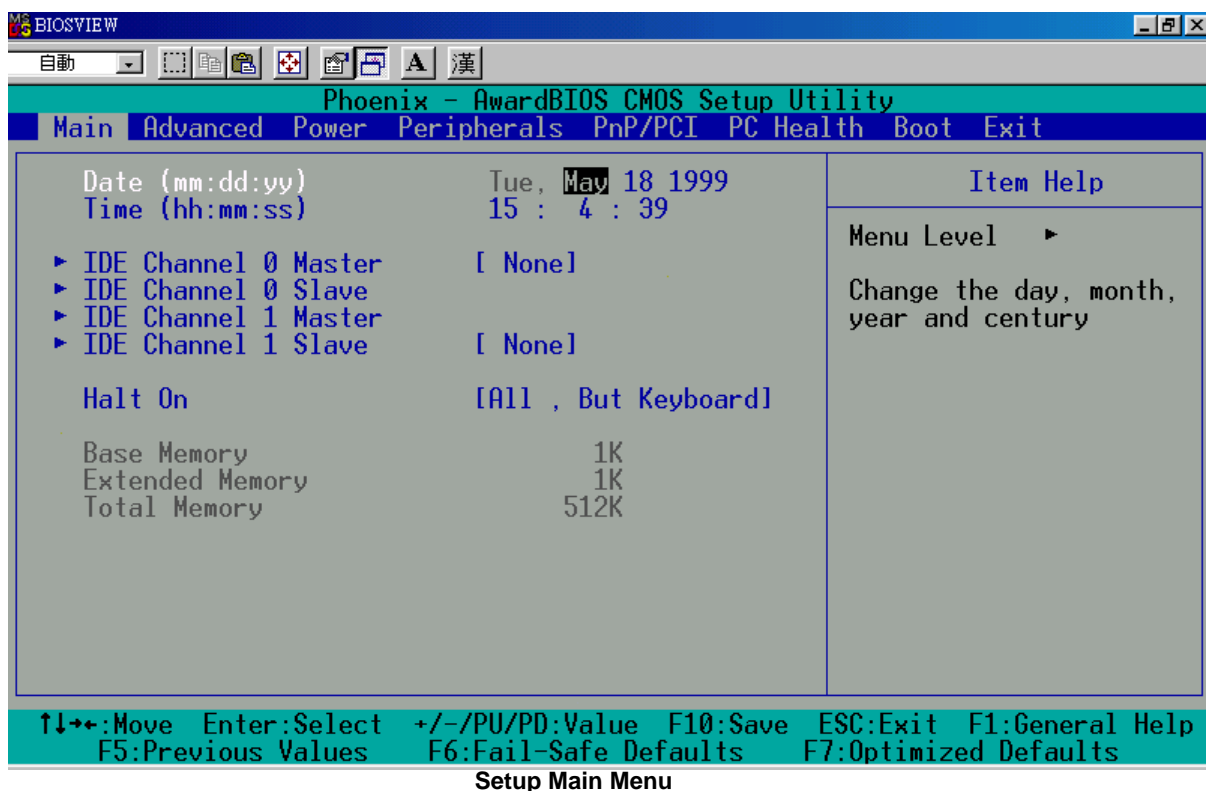 BIOSVIEW
自動
A 漢
Phoenix - AwardBIOS CMOS Setup Utility
Main Advanced Power Peripherals PnP/PCI PC Health Boot Exit
Date (mm:dd:yy) Tue, May 18 1999
Time (hh:mm:ss) 15 : 4 : 39
▸ IDE Channel 0 Master [ None]
▸ IDE Channel 0 Slave
▸ IDE Channel 1 Master
▸ IDE Channel 1 Slave [ None]
Halt On [All , But Keyboard]
Base Memory 1K
Extended Memory 1K
Total Memory 512K
Item Help
Menu Level ▸
Change the day, month,
year and century
↑↓→←:Move Enter:Select +/-/PU/PD:Value F10:Save ESC:Exit F1:General Help
F5:Previous Values F6:Fail-Safe Defaults F7:Optimized Defaults
Setup Main Menu